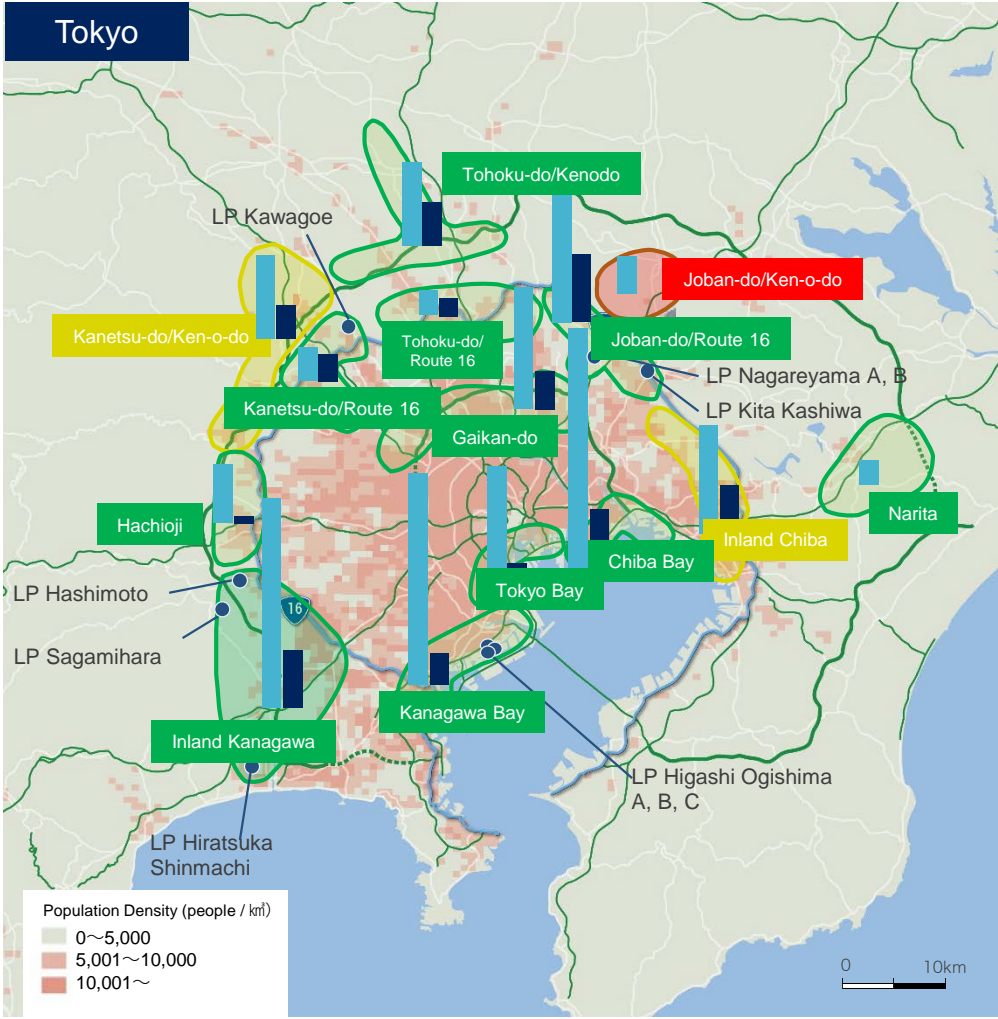 Tokyo
Tohoku-do/Kenodo
LP Kawagoe
Joban-do/Ken-o-do
Kanetsu-do/Ken-o-do
Tohoku-do/
Route 16
Joban-do/Route 16
LP Nagareyama A, B
LP Kita Kashiwa
Kanetsu-do/Route 16
Gaikan-do
Hachioji
Narita
Inland Chiba
Chiba Bay
Tokyo Bay
LP Hashimoto
16
LP Sagamihara
Kanagawa Bay
Inland Kanagawa
LP Higashi Ogishima
A, B, C
LP Hiratsuka
Shinmachi
Population Density (people / ㎢)
0～5,000
5,001～10,000
10,001～
0 10km